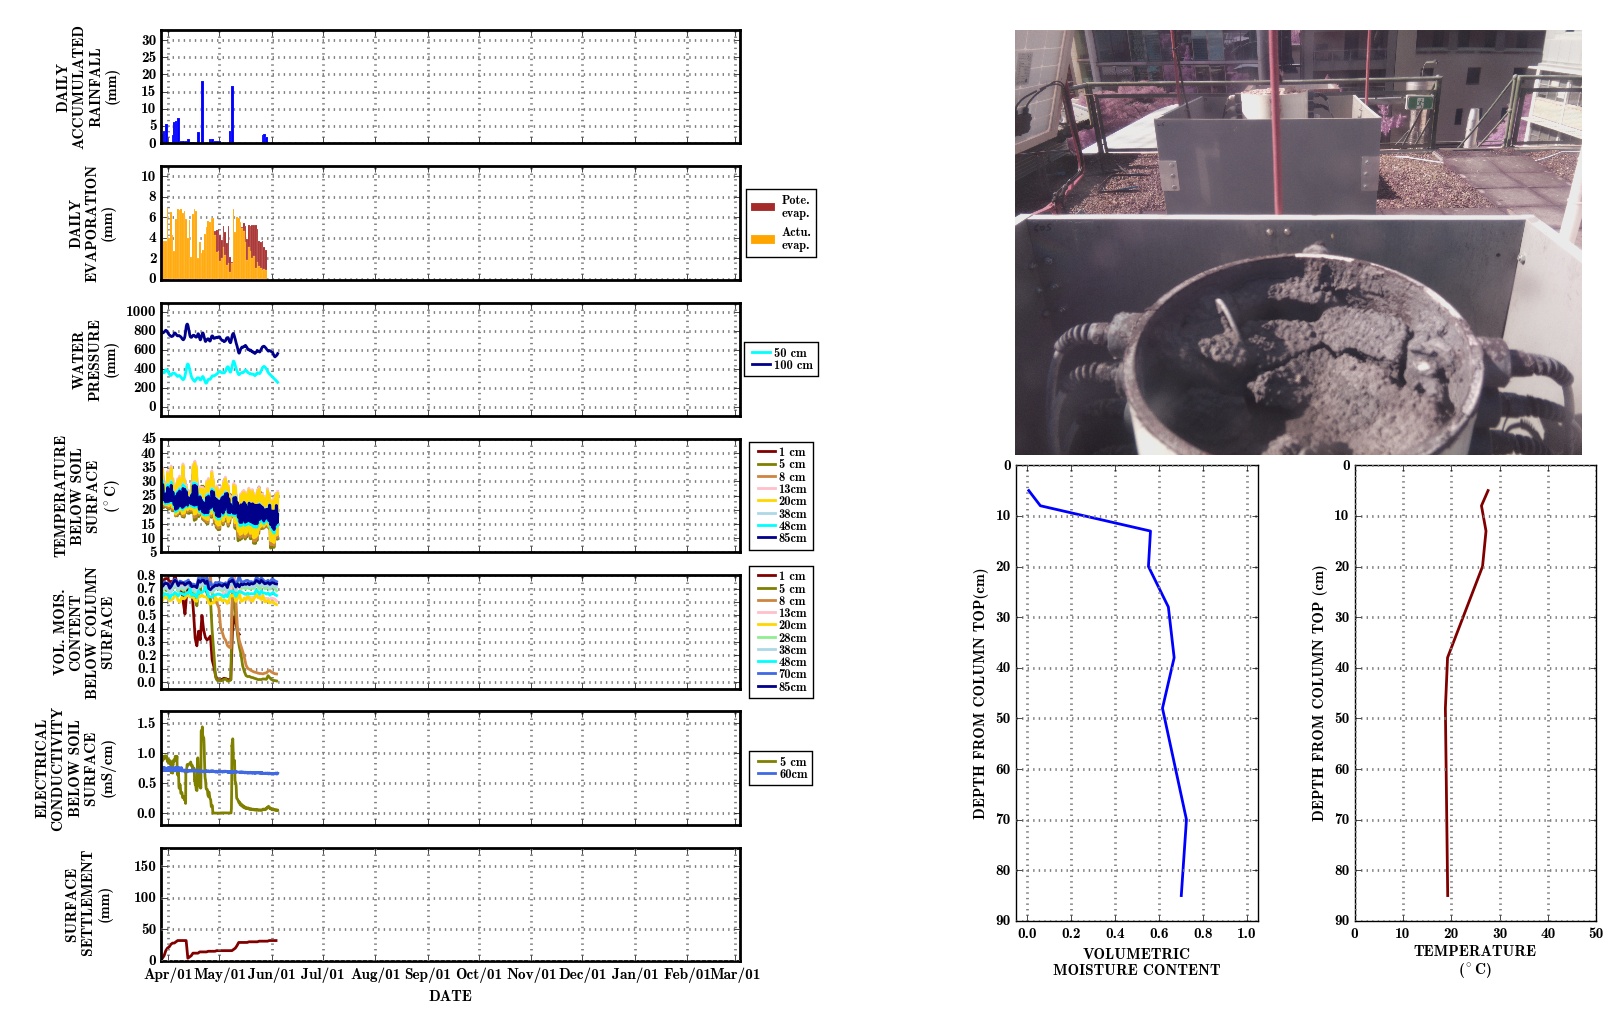 DAILY
ACCUMULATED
RAINFALL
(mm)
30
25
20
15
10
5
0
DAILY
EVAPORATION
(mm)
10
8
6
4
2
0
Pote.
evap.
Actu.
evap.
WATER
PRESSURE
(mm)
1000
800
600
400
200
0
50 cm
100 cm
TEMPERATURE
BELOW SOIL
SURFACE
(°C)
45
40
35
30
25
20
15
10
5
1 cm
5 cm
8 cm
13cm
20cm
38cm
48cm
85cm
VOL. MOIS.
CONTENT
BELOW COLUMN
SURFACE
0.8
0.7
0.6
0.5
0.4
0.3
0.2
0.1
0.0
1 cm
5 cm
8 cm
13cm
20cm
28cm
38cm
48cm
70cm
85cm
ELECTRICAL
CONDUCTIVITY
BELOW SOIL
SURFACE
(mS/cm)
1.5
1.0
0.5
0.0
5 cm
60cm
SURFACE
SETTLEMENT
(mm)
150
100
50
0
Apr/01 May/01 Jun/01 Jul/01 Aug/01 Sep/01 Oct/01 Nov/01 Dec/01 Jan/01 Feb/01 Mar/01
DATE
DEPTH FROM COLUMN TOP(cm)
0
10
20
30
40
50
60
70
80
90
0.0 0.2 0.4 0.6 0.8 1.0
VOLUMETRIC
MOISTURE CONTENT
DEPTH FROM COLUMN TOP (cm)
0
10
20
30
40
50
60
70
80
90
0 10 20 30 40 50
TEMPERATURE
(°C)